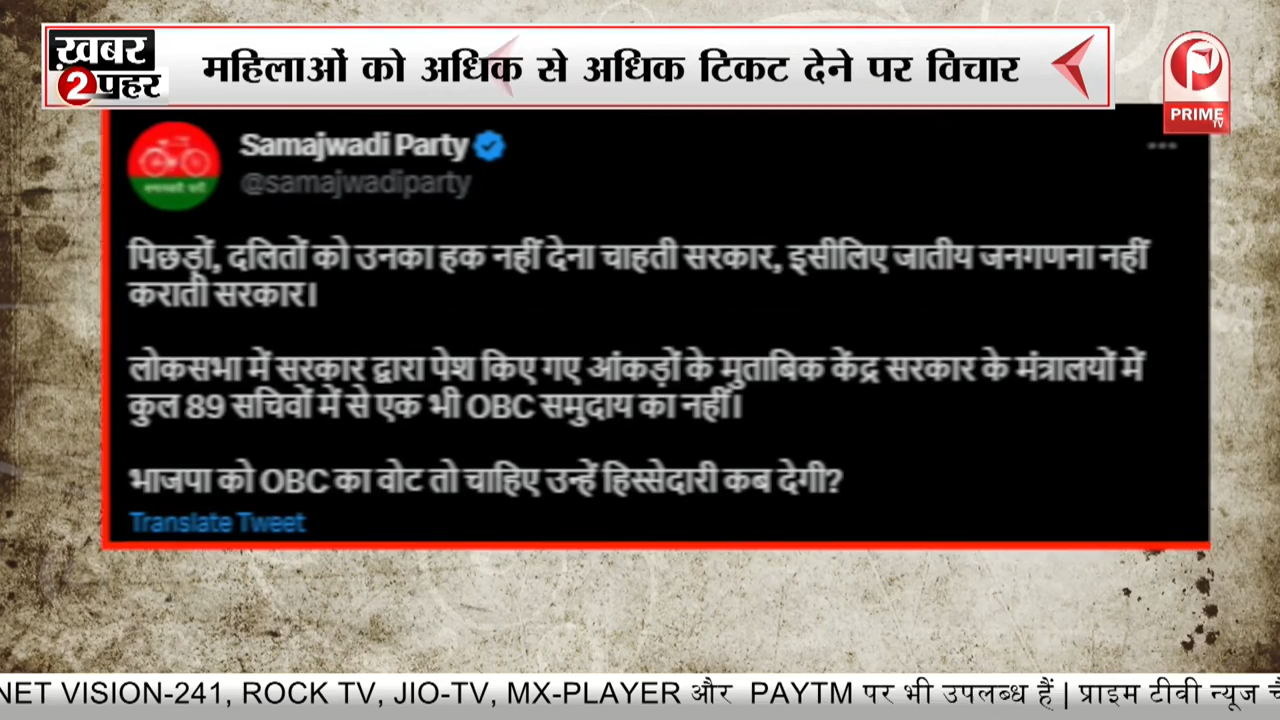 ख़बर
2 पहर
महिलाओं को अधिक से अधिक टिकट देने पर विचार
PRIME
TV
Samajwadi Party
@samajwadiparty
पिछड़ों, दलितों को उनका हक नहीं देना चाहती सरकार, इसीलिए जातीय जनगणना नहीं
कराती सरकार।
लोकसभा में सरकार द्वारा पेश किए गए आंकड़ों के मुताबिक केंद्र सरकार के मंत्रालयों में
कुल 89 सचिवों में से एक भी OBC समुदाय का नहीं।
भाजपा को OBC का वोट तो चाहिए उन्हें हिस्सेदारी कब देगी?
Translate Tweet
NET VISION-241, ROCK TV, JIO-TV, MX-PLAYER और PAYTM पर भी उपलब्ध हैं | प्राइम टीवी न्यूज